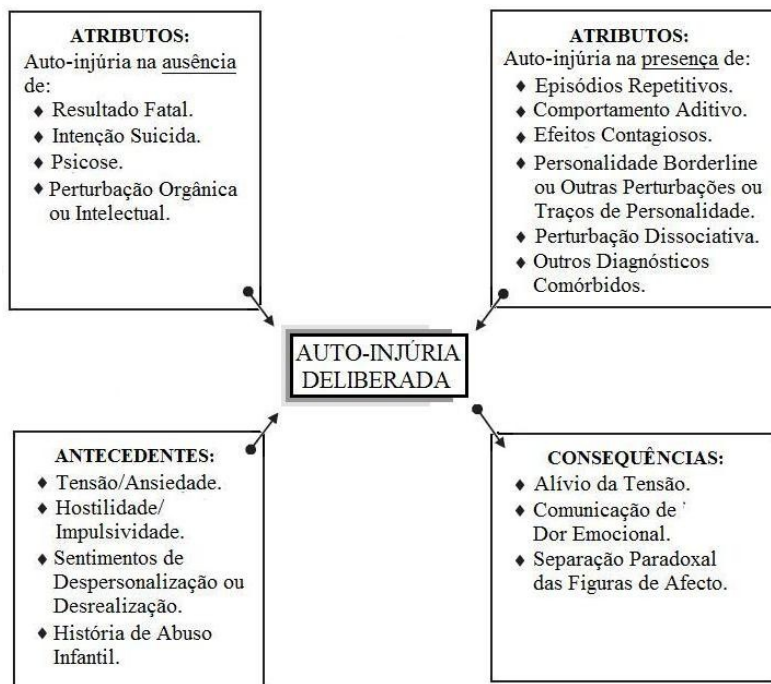 ATRIBUTOS:
Auto-injúria na ausência
de:
♦ Resultado Fatal.
♦ Intenção Suicida.
♦ Psicose.
♦ Perturbação Orgânica
ou Intelectual.
ATRIBUTOS:
Auto-injúria na presença de:
♦ Episódios Repetitivos.
♦ Comportamento Aditivo.
♦ Efeitos Contagiosos.
♦ Personalidade Borderline
ou Outras Perturbações ou
Traços de Personalidade.
♦ Perturbação Dissociativa.
♦ Outros Diagnósticos
Comórbidos.
AUTO-INJÚRIA
DELIBERADA
ANTECEDENTES:
♦ Tensão/Ansiedade.
♦ Hostilidade/
Impulsividade.
♦ Sentimentos de
Despersonalização ou
Desrealização.
♦ História de Abuso
Infantil.
CONSEQUÊNCIAS:
♦ Alívio da Tensão.
♦ Comunicação de
Dor Emocional.
♦ Separação Paradoxal
das Figuras de Afecto.